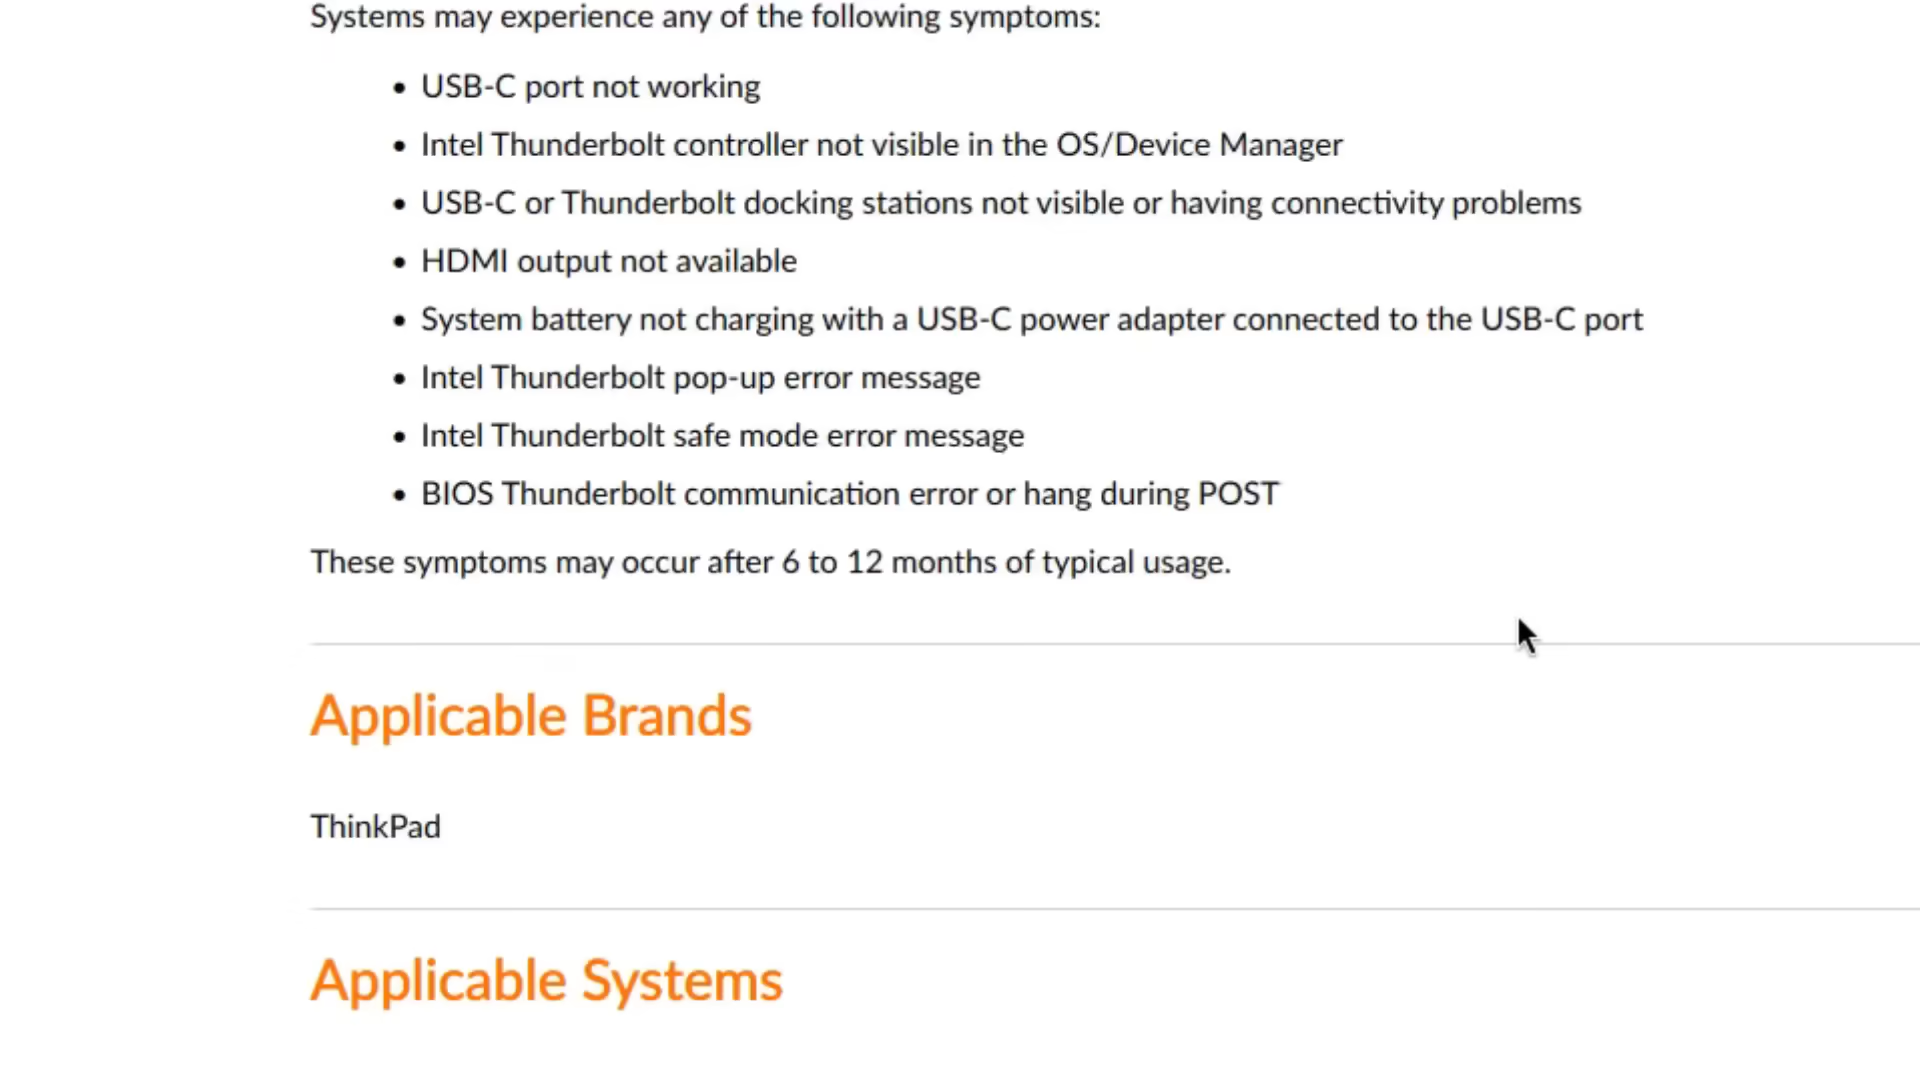 Systems may experience any of the following symptoms:
• USB-C port not working
• Intel Thunderbolt controller not visible in the OS/Device Manager
• USB-C or Thunderbolt docking stations not visible or having connectivity problems
• HDMI output not available
• System battery not charging with a USB-C power adapter connected to the USB-C port
• Intel Thunderbolt pop-up error message
• Intel Thunderbolt safe mode error message
• BIOS Thunderbolt communication error or hang during POST
These symptoms may occur after 6 to 12 months of typical usage.
Applicable Brands
ThinkPad
Applicable Systems